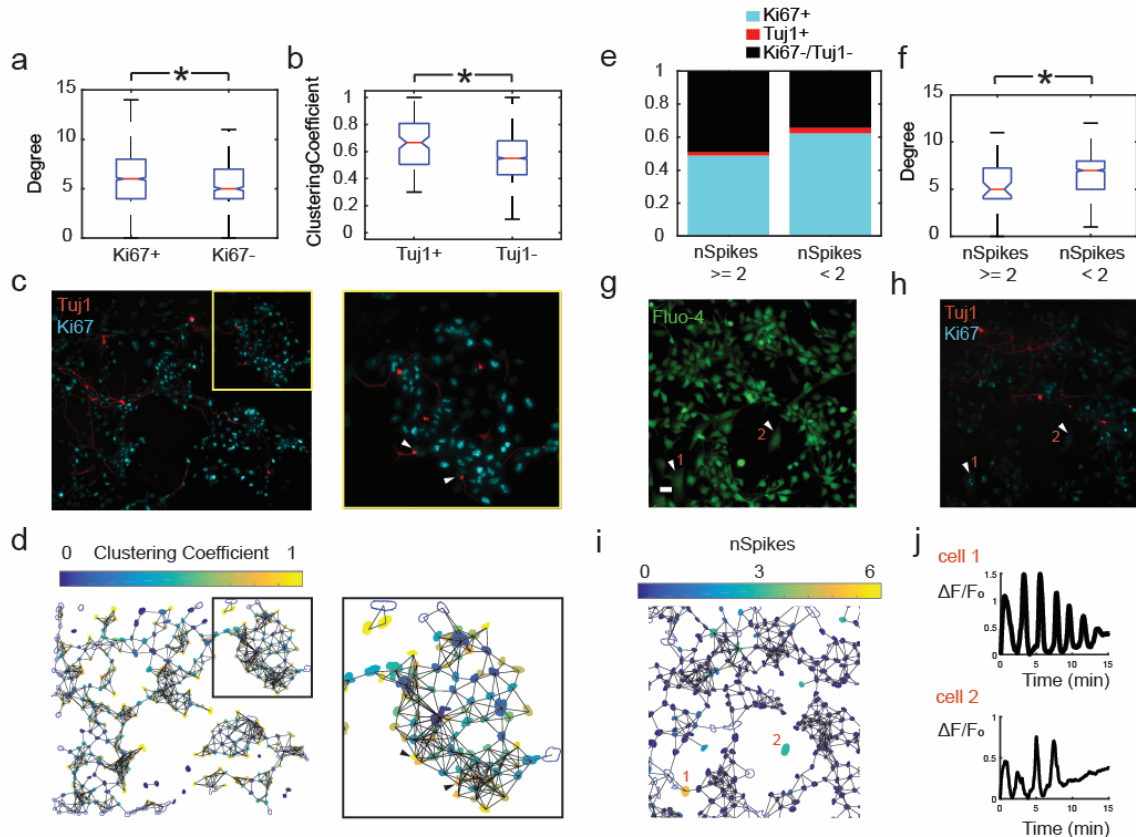 a
*
Degree
15
10
5
0
Ki67+
Ki67-
b
*
ClusteringCoefficient
1
0.8
0.6
0.4
0.2
0
Tuj1+
Tuj1-
Ki67+
Tuj1+
Ki67-/Tuj1-
e
1
0.8
0.6
0.4
0.2
0
nSpikes
>= 2
nSpikes
< 2
f
*
Degree
15
10
5
0
nSpikes
>= 2
nSpikes
< 2
c
Tuj1
Ki67
g
Fluo-4
2
1
h
Tuj1
Ki67
2
1
d
0 Clustering Coefficient 1
i
nSpikes
0 3 6
2
1
j
cell 1
ΔF/Fo
1.5
1
0.5
0
0 5 10 15
Time (min)
cell 2
ΔF/Fo
1
0.5
0
0 5 10 15
Time (min)